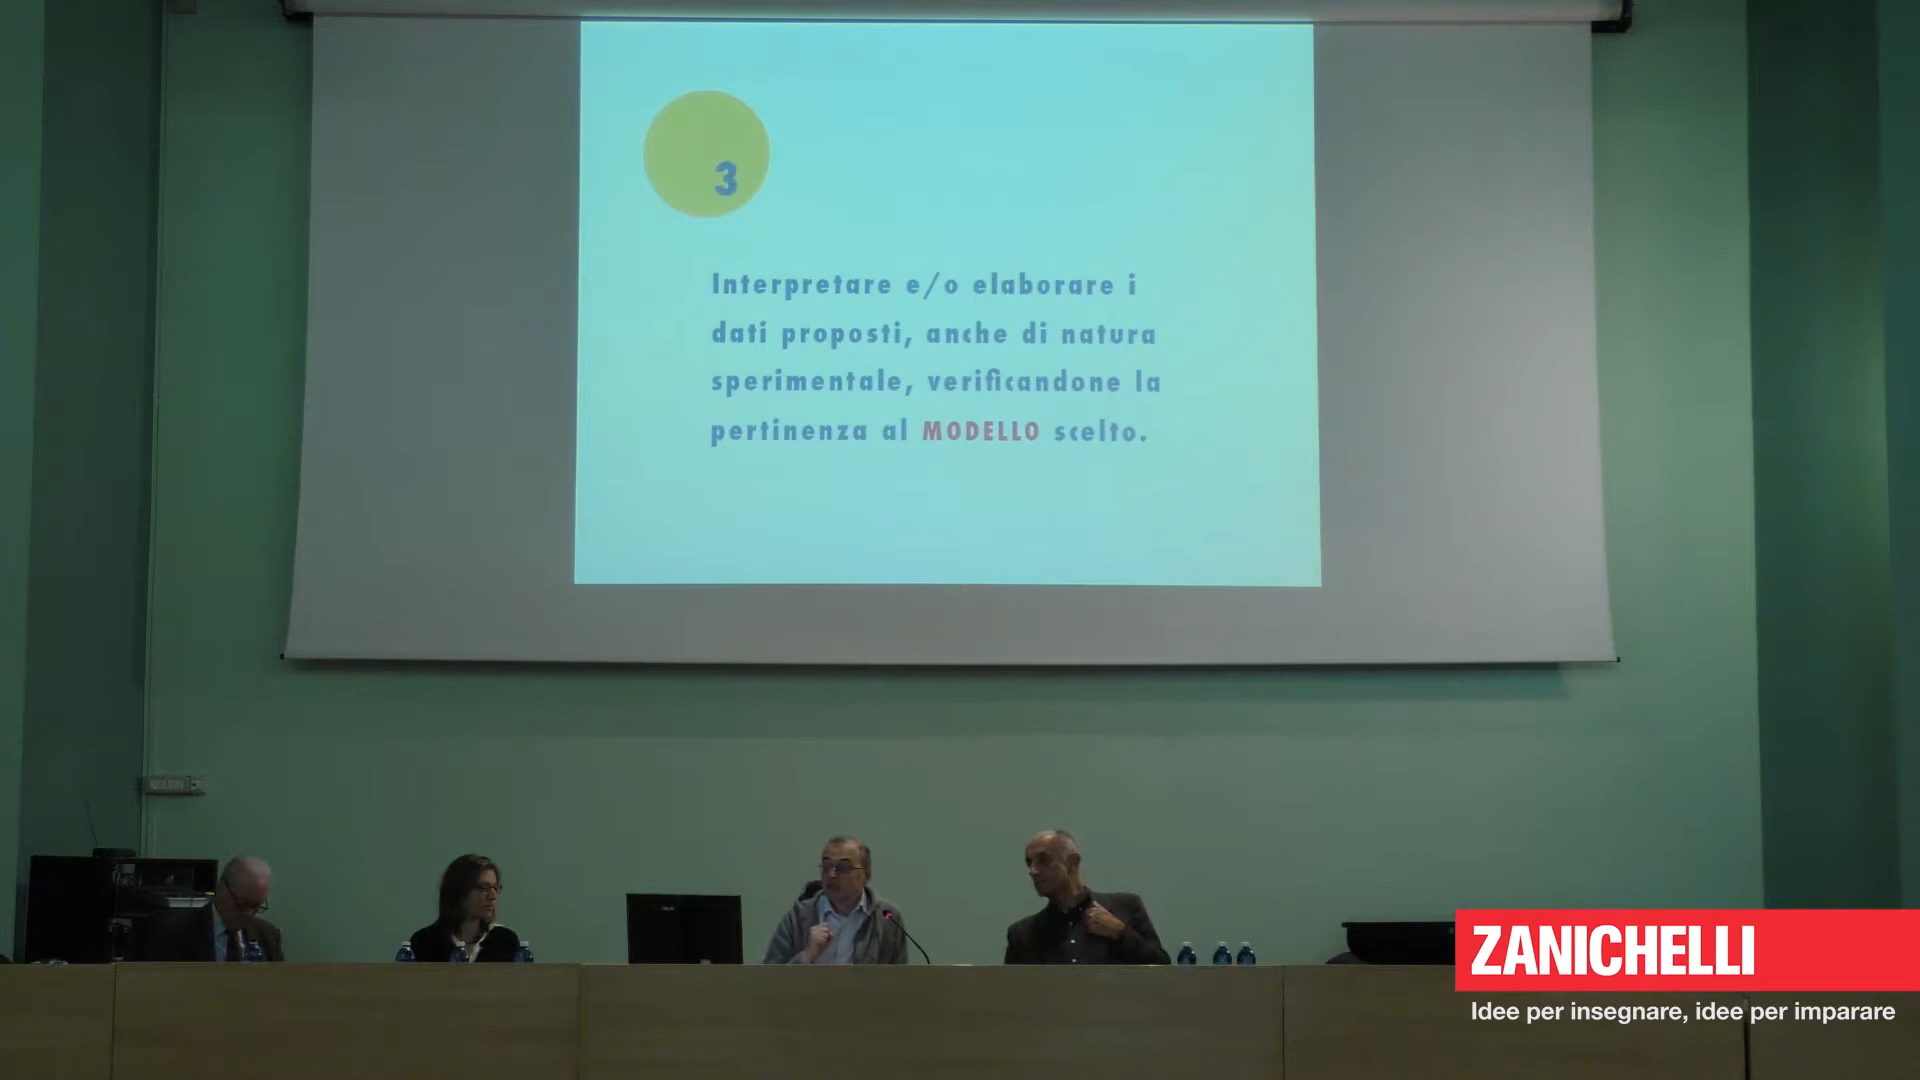 3
Interpretare e/o elaborare i
dati proposti, anche di natura
sperimentale, verificandone la
pertinenza al MODELLO scelto.
ZANICHELLI
Idee per insegnare, idee per imparare